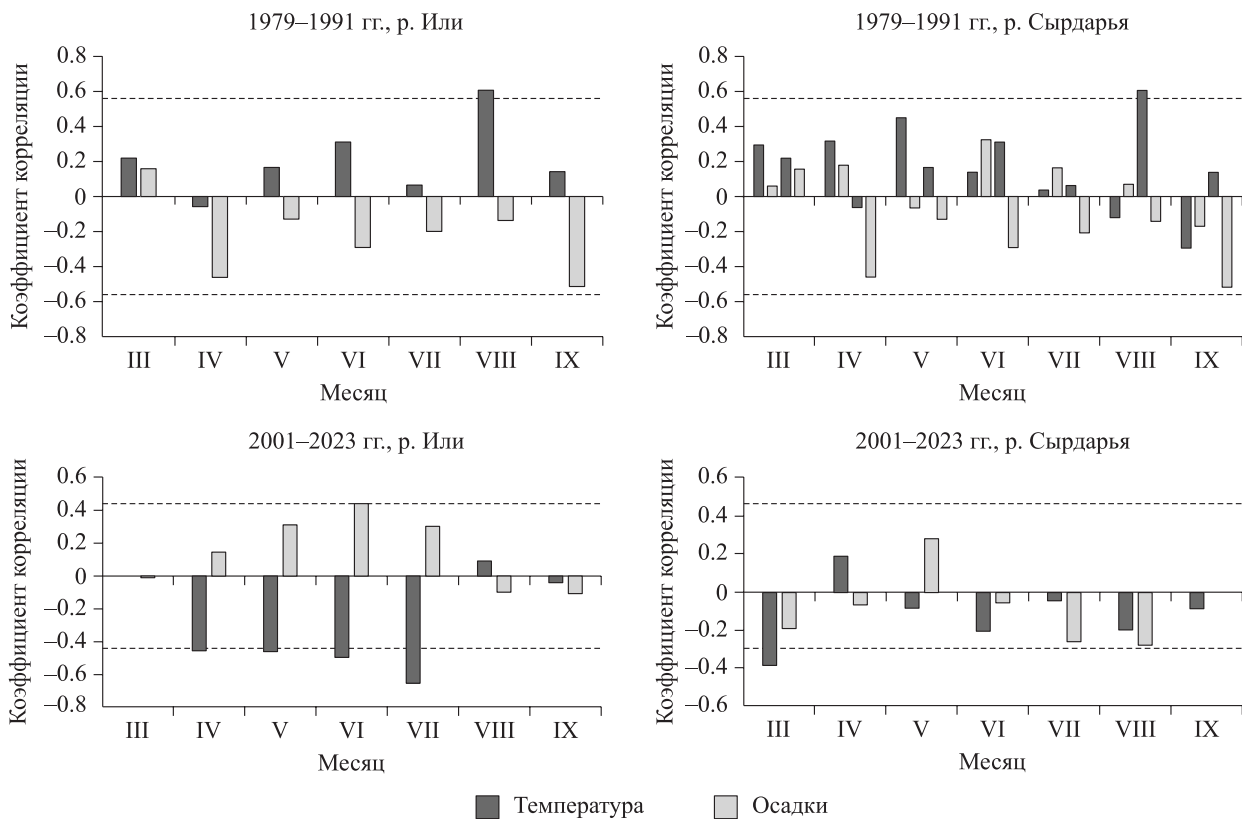 1979–1991 гг., р. Или
Коэффициент корреляции
0.8
0.6
0.4
0.2
0
–0.2
–0.4
–0.6
–0.8
III IV V VI VII VIII IX
Месяц
1979–1991 гг., р. Сырдарья
Коэффициент корреляции
0.8
0.6
0.4
0.2
0
–0.2
–0.4
–0.6
–0.8
III IV V VI VII VIII IX
Месяц
2001–2023 гг., р. Или
Коэффициент корреляции
0.6
0.4
0.2
0
–0.2
–0.4
–0.6
–0.8
III IV V VI VII VIII IX
Месяц
2001–2023 гг., р. Сырдарья
Коэффициент корреляции
0.6
0.4
0.2
0
–0.2
–0.4
–0.6
III IV V VI VII VIII IX
Месяц
Температура Осадки